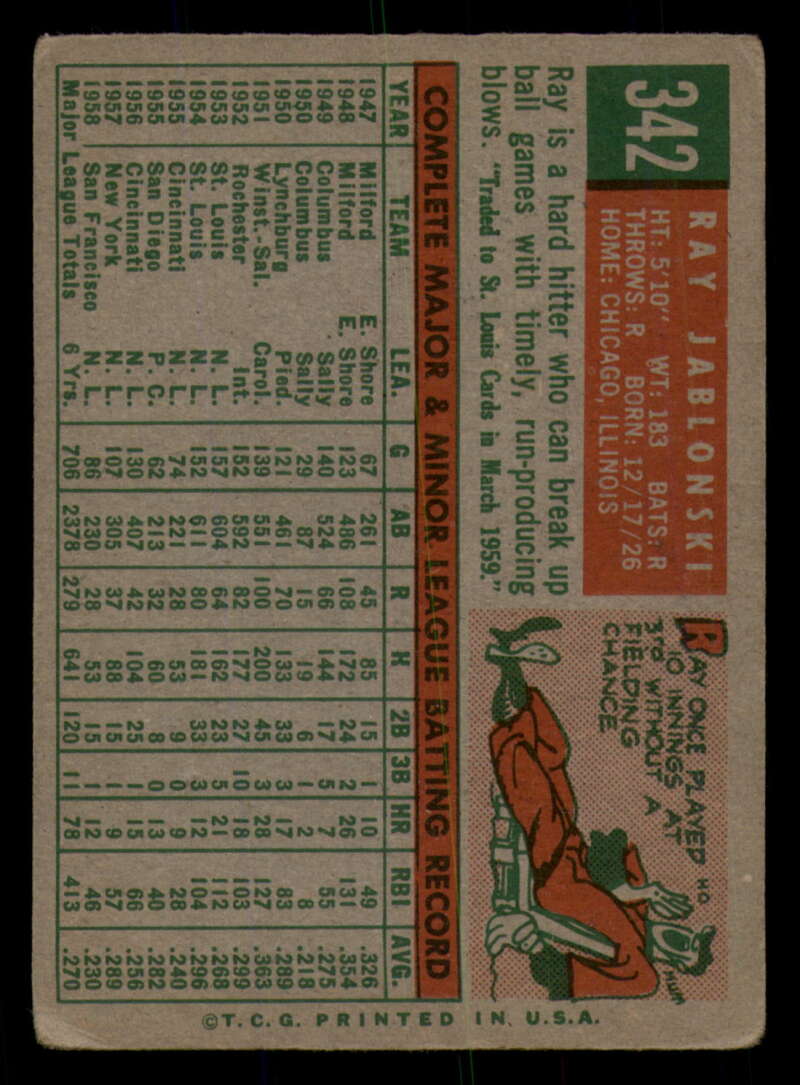 342
RAY JABLONSKI
HT: 5'10" WT: 183 BATS: R
THROWS: R BORN: 12/17/26
HOME: CHICAGO, ILLINOIS
Ray is a hard hitter who can break up
ball games with timely, run-producing
blows. "Traded to St. Louis Cards in March 1959."
RAY ONCE PLAYED
10 INNINGS AT
3rd WITHOUT A
FIELDING
CHANCE
HO
HUM
COMPLETE MAJOR & MINOR LEAGUE BATTING RECORD
YEAR TEAM LEA. G AB R H 2B 3B HR RBI AVG.
1947 Milford E. Shore 67 261 45 85 15 1 10 49 .326
1948 Milford E. Shore 123 486 108 172 24 2 26 131 .354
1949 Columbus Sally 140 524 66 144 17 5 7 55 .275
1950 Columbus Sally 29 87 15 19 6 1 2 8 .218
1950 Lynchburg Pied. 121 461 70 133 33 3 17 83 .289
1951 Winst.-Sal. Carol. 139 551 100 200 45 3 28 127 .363
1952 Rochester Int. 152 592 82 177 27 10 18 103 .299
1953 St. Louis N. L. 157 604 64 162 23 5 21 112 .268
1954 St. Louis N. L. 152 611 80 181 33 3 12 104 .296
1955 Cincinnati N. L. 74 221 28 53 9 0 9 28 .240
1955 San Diego P. C. 62 213 32 60 8 0 13 40 .282
1956 Cincinnati N. L. 130 407 42 104 25 1 15 66 .256
1957 New York N. L. 107 305 37 88 15 1 9 57 .289
1958 San Francisco N. L. 86 230 28 53 15 1 12 46 .230
Major League Totals 6 Yrs. 706 2378 279 641 120 11 78 413 .270
©T.C.G. PRINTED IN U.S.A.